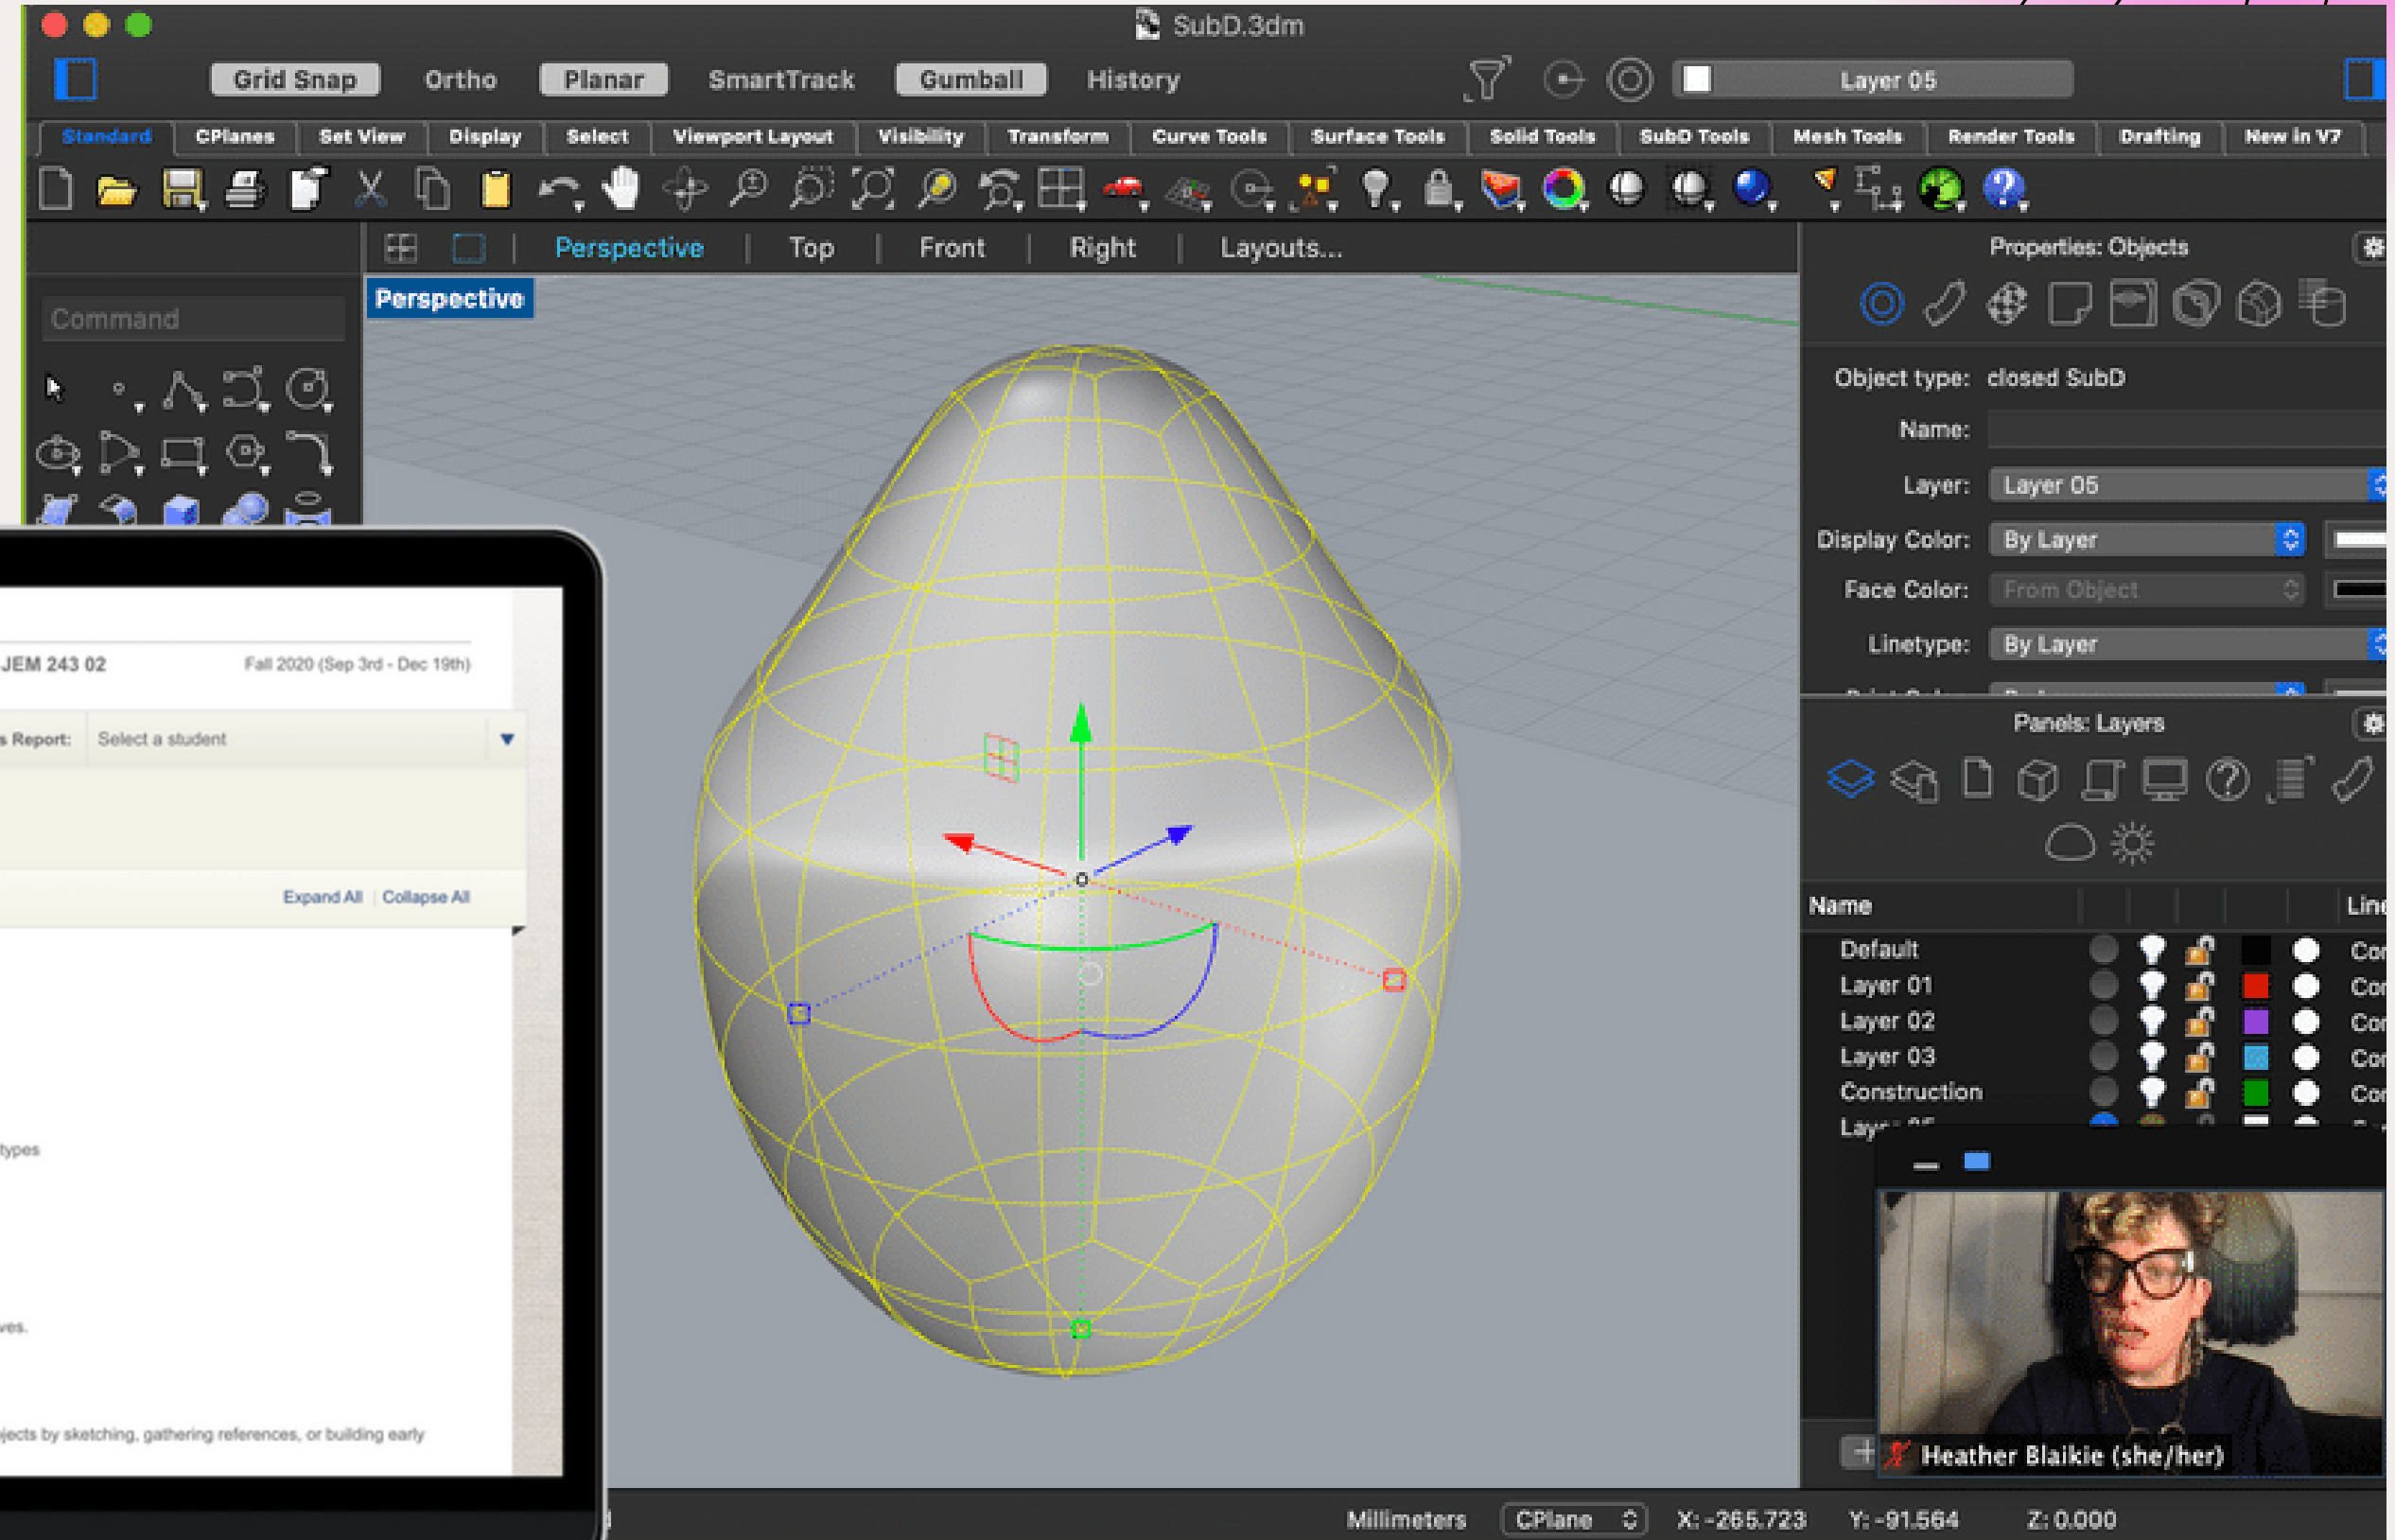 SubD.3dm
Grid Snap Ortho Planar SmartTrack Gumball History Layer 05
Standard CPlanes Set View Display Select Viewport Layout Visibility Transform Curve Tools Surface Tools Solid Tools SubD Tools Mesh Tools Render Tools Drafting New in V7
Perspective Top Front Right Layouts...
Perspective
Command
Properties: Objects
Object type: closed SubD
Name:
Layer: Layer 05
Display Color: By Layer
Face Color: From Object
Linetype: By Layer
Panels: Layers
Name
Default
Layer 01
Layer 02
Layer 03
Construction
Heather Blaikie (she/her)
Millimeters CPlane X: -265.723 Y: -91.564 Z: 0.000
JEM 243 02 Fall 2020 (Sep 3rd - Dec 19th)
s Report: Select a student
Expand All Collapse All
types
ves.
jects by sketching, gathering references, or building early